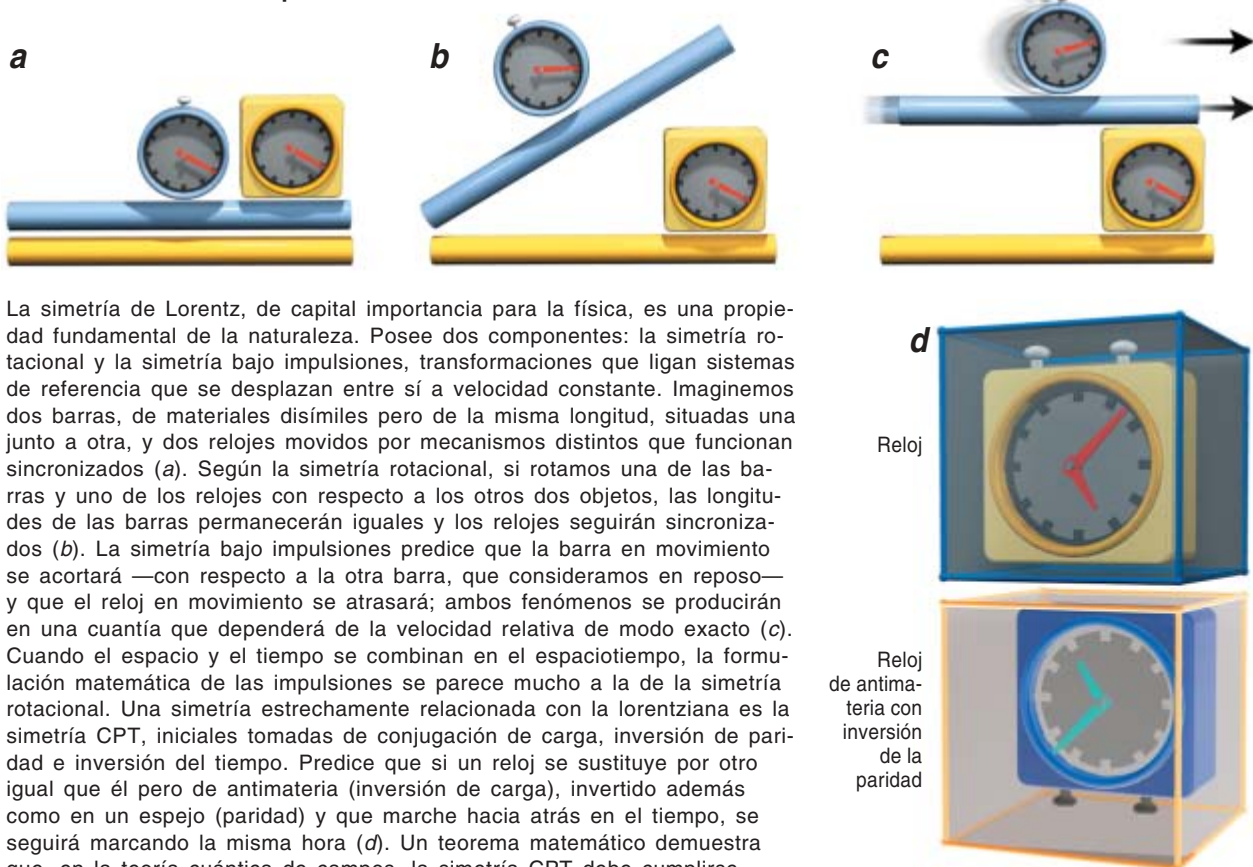 a
b
c
La simetría de Lorentz, de capital importancia para la física, es una propie-
dad fundamental de la naturaleza. Posee dos componentes: la simetría ro-
tacional y la simetría bajo impulsiones, transformaciones que ligan sistemas
de referencia que se desplazan entre sí a velocidad constante. Imaginemos
dos barras, de materiales disímiles pero de la misma longitud, situadas una
junto a otra, y dos relojes movidos por mecanismos distintos que funcionan
sincronizados (a). Según la simetría rotacional, si rotamos una de las ba-
rras y uno de los relojes con respecto a los otros dos objetos, las longitu-
des de las barras permanecerán iguales y los relojes seguirán sincroniza-
dos (b). La simetría bajo impulsiones predice que la barra en movimiento
se acortará —con respecto a la otra barra, que consideramos en reposo—
y que el reloj en movimiento se atrasará; ambos fenómenos se producirán
en una cuantía que dependerá de la velocidad relativa de modo exacto (c).
Cuando el espacio y el tiempo se combinan en el espaciotiempo, la formu-
lación matemática de las impulsiones se parece mucho a la de la simetría
rotacional. Una simetría estrechamente relacionada con la lorentziana es la
simetría CPT, iniciales tomadas de conjugación de carga, inversión de pari-
dad e inversión del tiempo. Predice que si un reloj se sustituye por otro
igual que él pero de antimateria (inversión de carga), invertido además
como en un espejo (paridad) y que marche hacia atrás en el tiempo, se
seguirá marcando la misma hora (d). Un teorema matemático demuestra
que, en la teoría cuántica de campos, la simetría CPT debe cumplirse
d
Reloj
Reloj
de antima-
teria con
inversión
de la
paridad